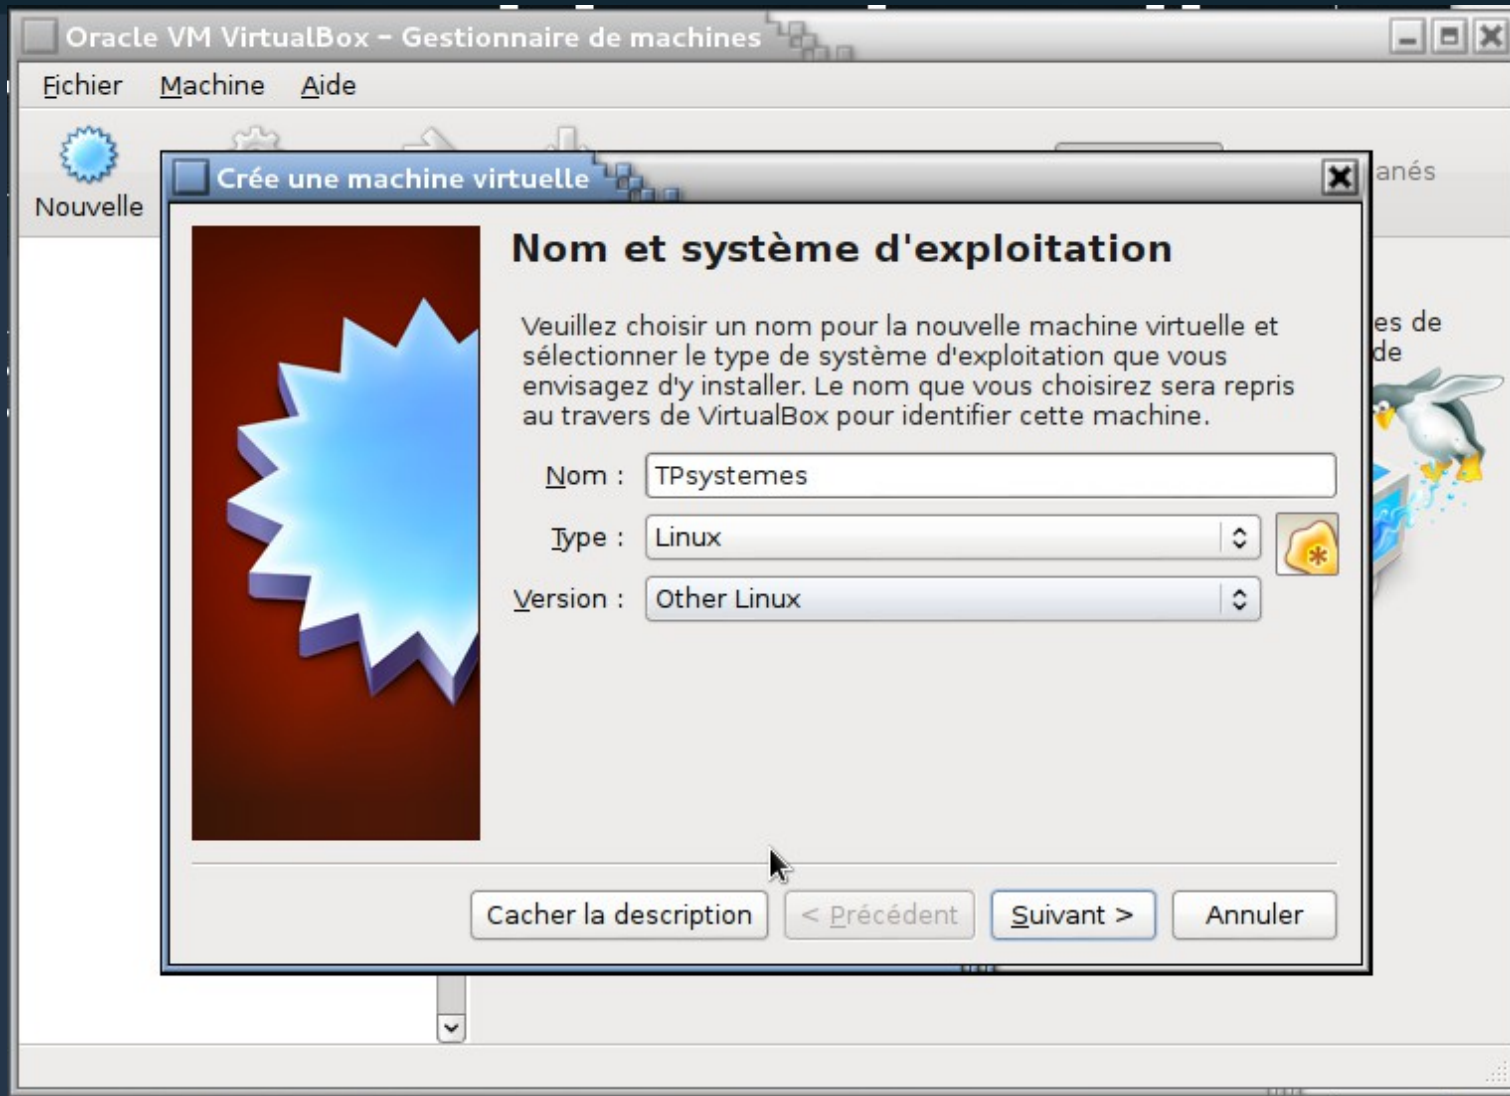 Oracle VM VirtualBox – Gestionnaire de machines
Fichier Machine Aide
Nouvelle
anés
Crée une machine virtuelle
Nom et système d'exploitation
Veuillez choisir un nom pour la nouvelle machine virtuelle et
sélectionner le type de système d'exploitation que vous
envisagez d'y installer. Le nom que vous choisirez sera repris
au travers de VirtualBox pour identifier cette machine.
es de
de
Nom : TPsystemes
Type : Linux
Version : Other Linux
Cacher la description < Précédent Suivant > Annuler